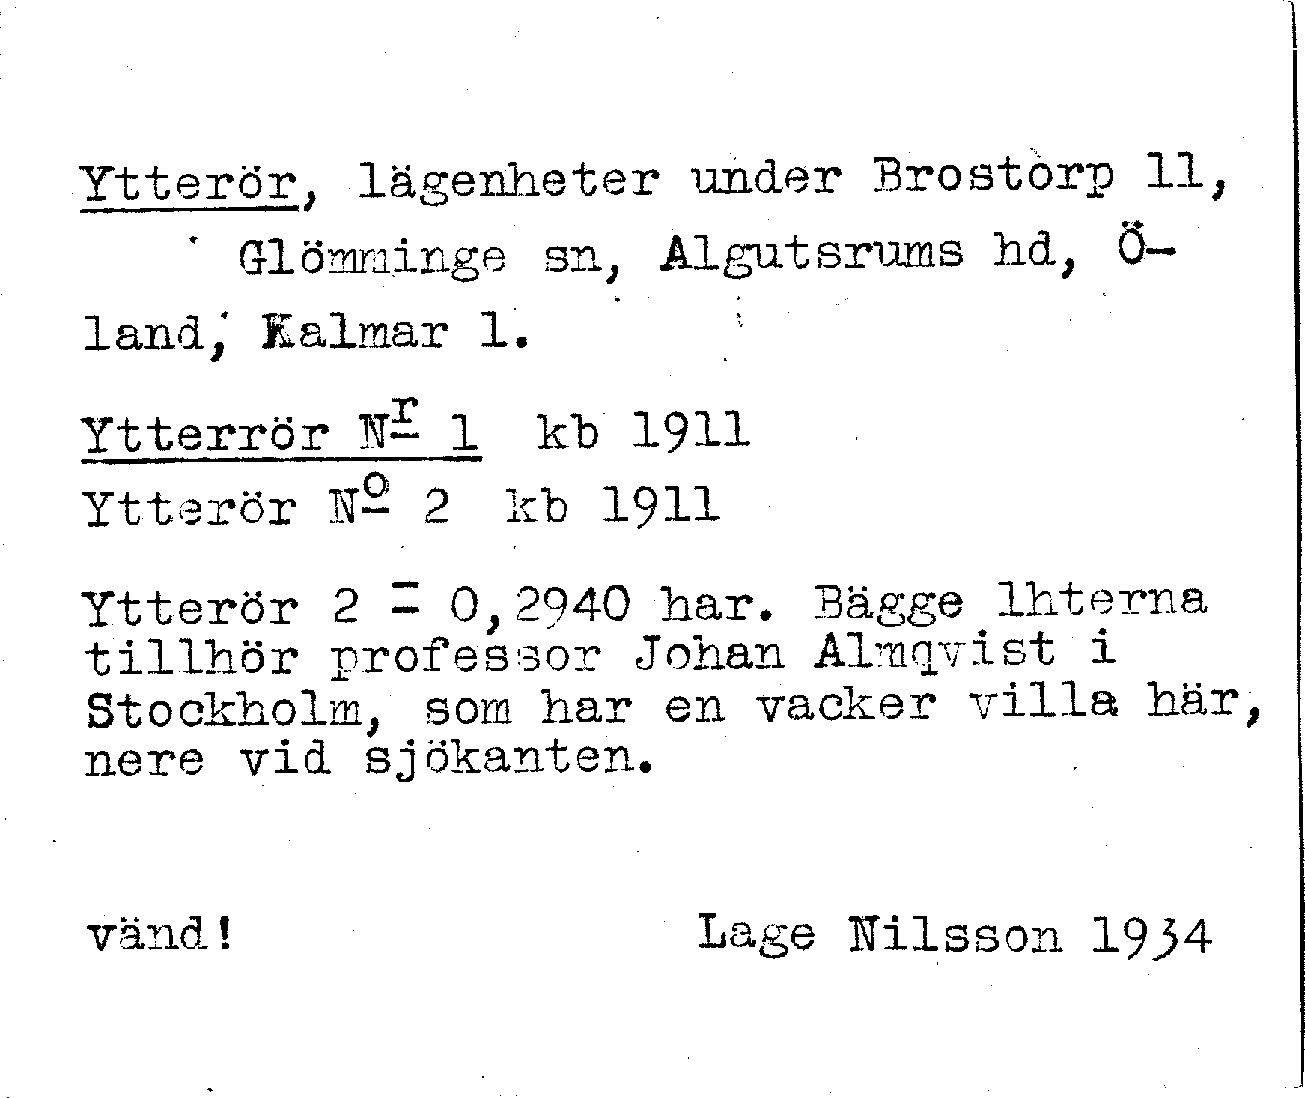 Ytterör, lägenheter under Brostorp 11,
Glömminge sn, Algutsrums hd, Ö-
land, Kalmar l.
Ytterrör Nr 1 kb 1911
Ytterör No 2 kb 1911
Ytterör 2 = 0,2940 har. Bägge lhterna
tillhör professor Johan Almqvist i
Stockholm, som har en vacker villa här,
nere vid sjökanten.
vänd! Lage Nilsson 1934